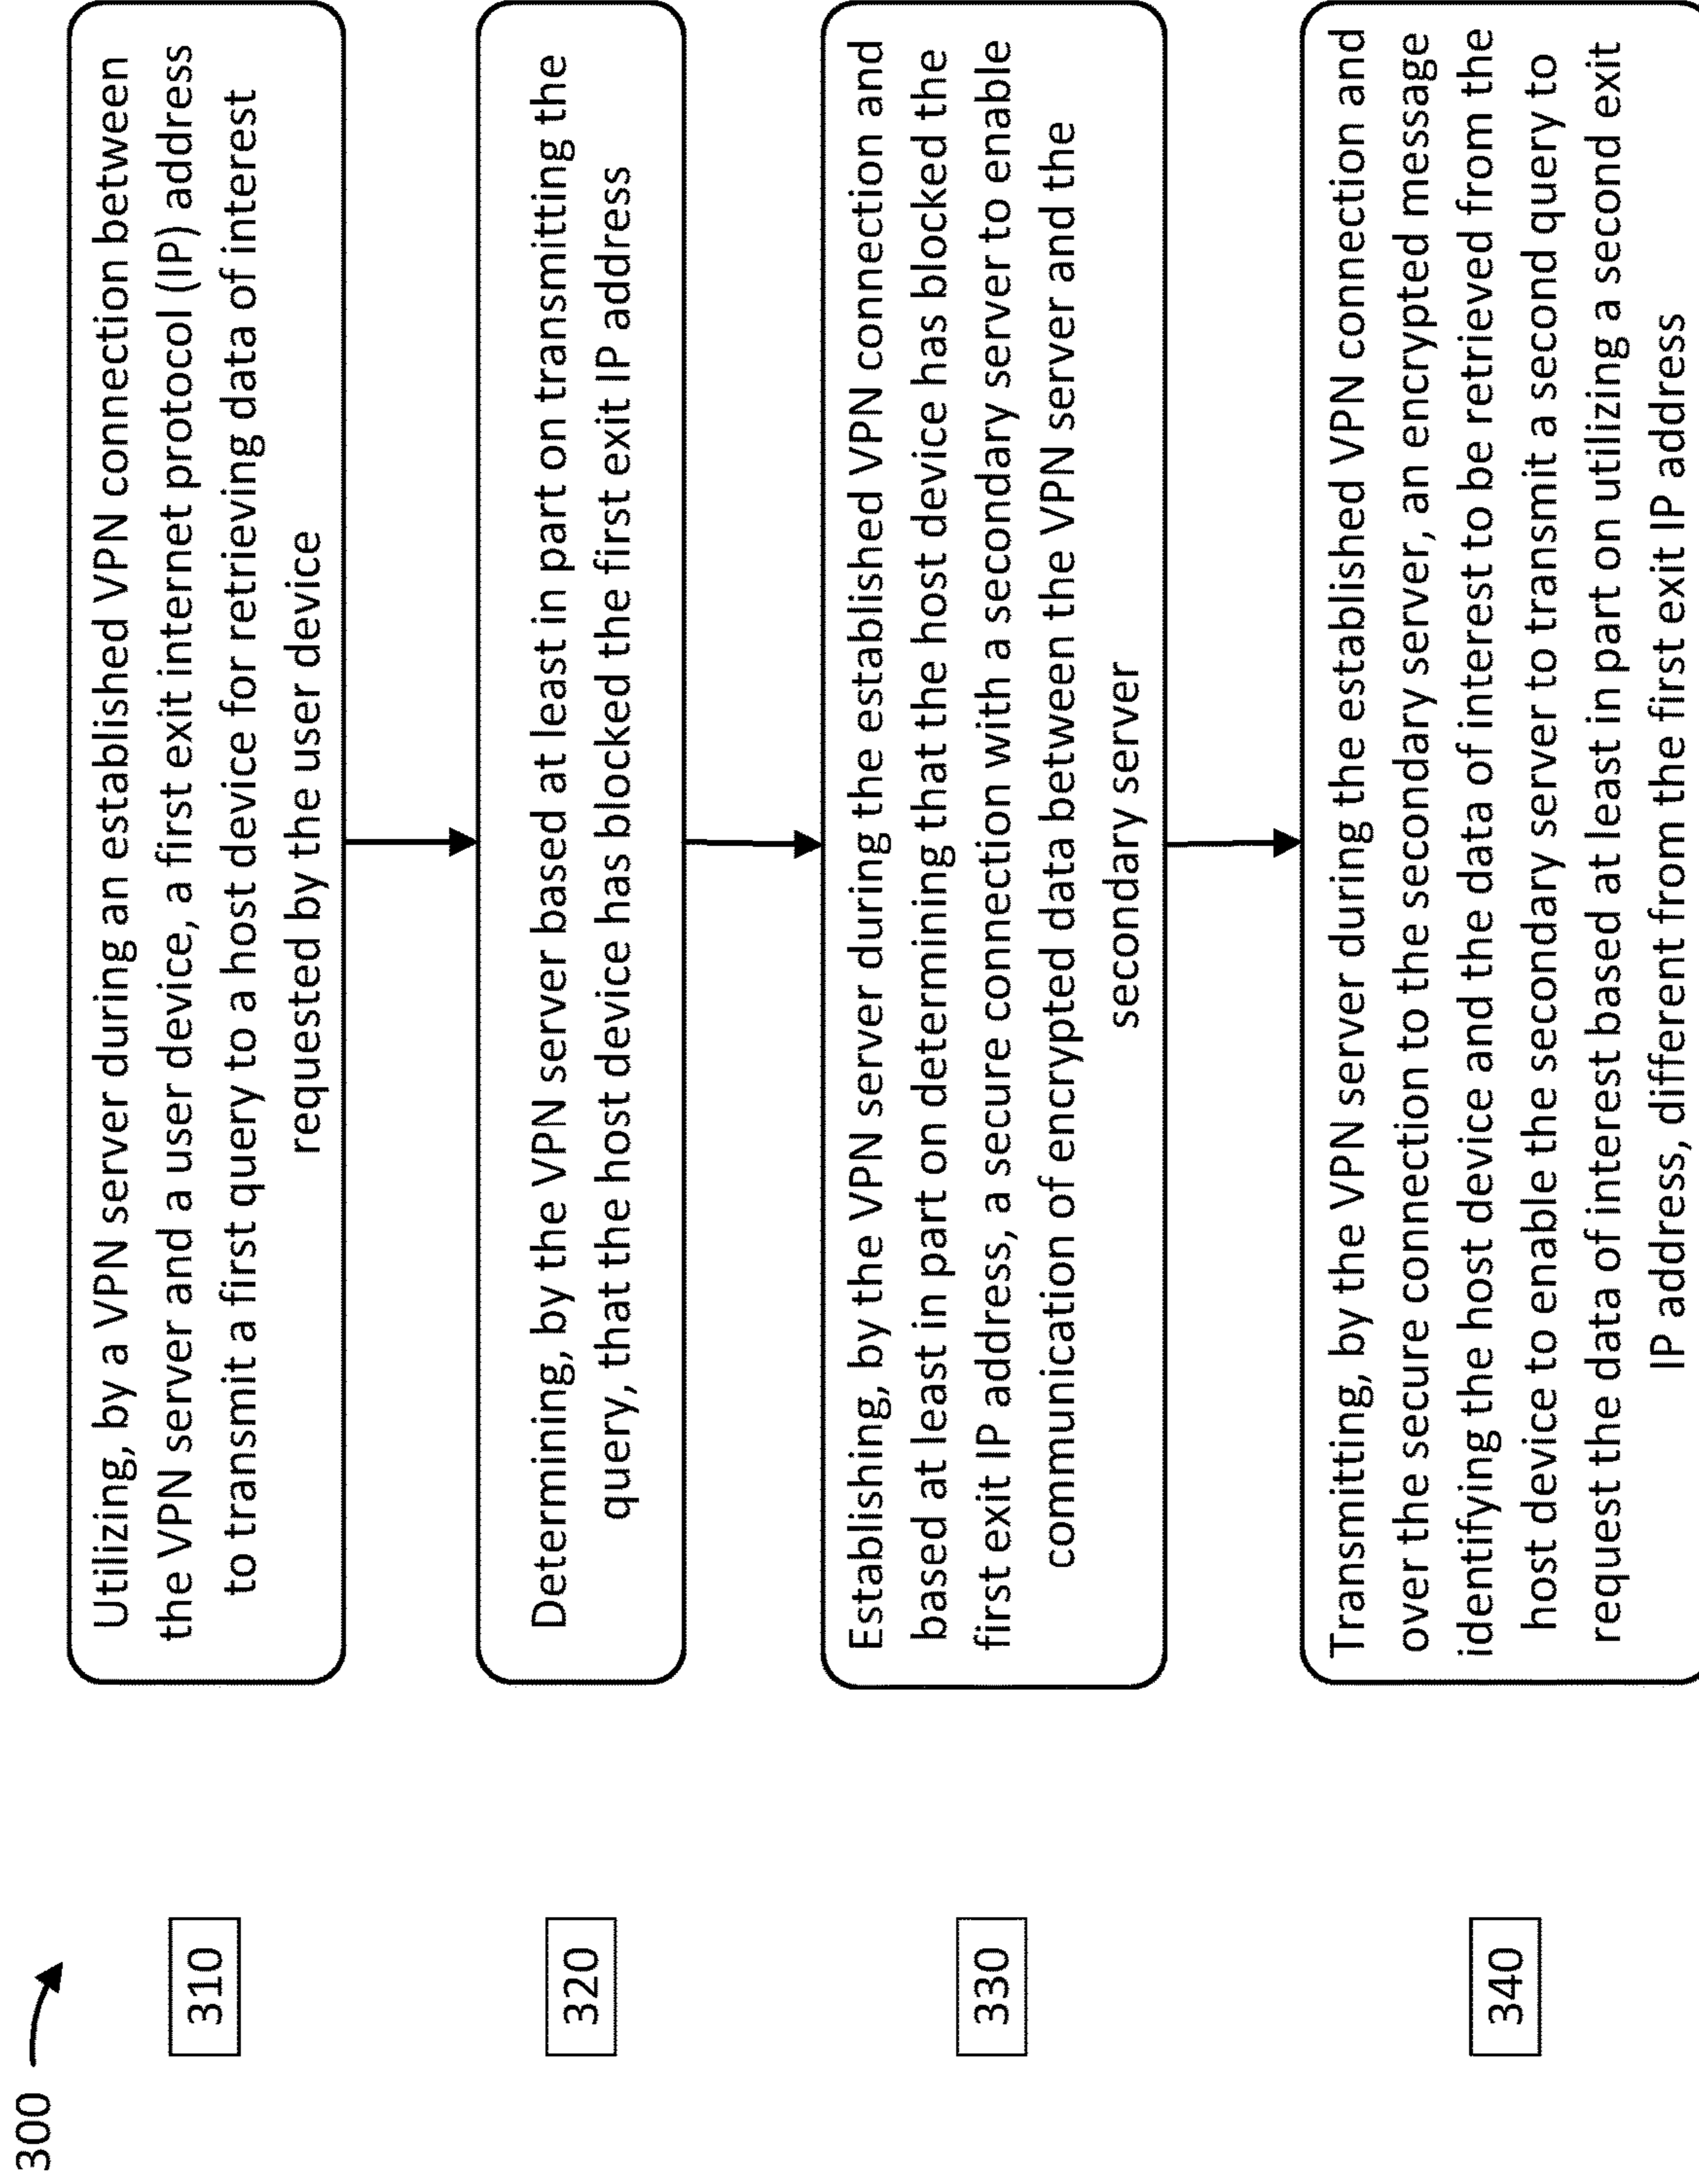 300
310
Utilizing, by a VPN server during an established VPN connection between
the VPN server and a user device, a first exit internet protocol (IP) address
to transmit a first query to a host device for retrieving data of interest
requested by the user device
320
Determining, by the VPN server based at least in part on transmitting the
query, that the host device has blocked the first exit IP address
330
Establishing, by the VPN server during the established VPN connection and
based at least in part on determining that the host device has blocked the
first exit IP address, a secure connection with a secondary server to enable
communication of encrypted data between the VPN server and the
secondary server
340
Transmitting, by the VPN server during the established VPN connection and
over the secure connection to the secondary server, an encrypted message
identifying the host device and the data of interest to be retrieved from the
host device to enable the secondary server to transmit a second query to
request the data of interest based at least in part on utilizing a second exit
IP address, different from the first exit IP address